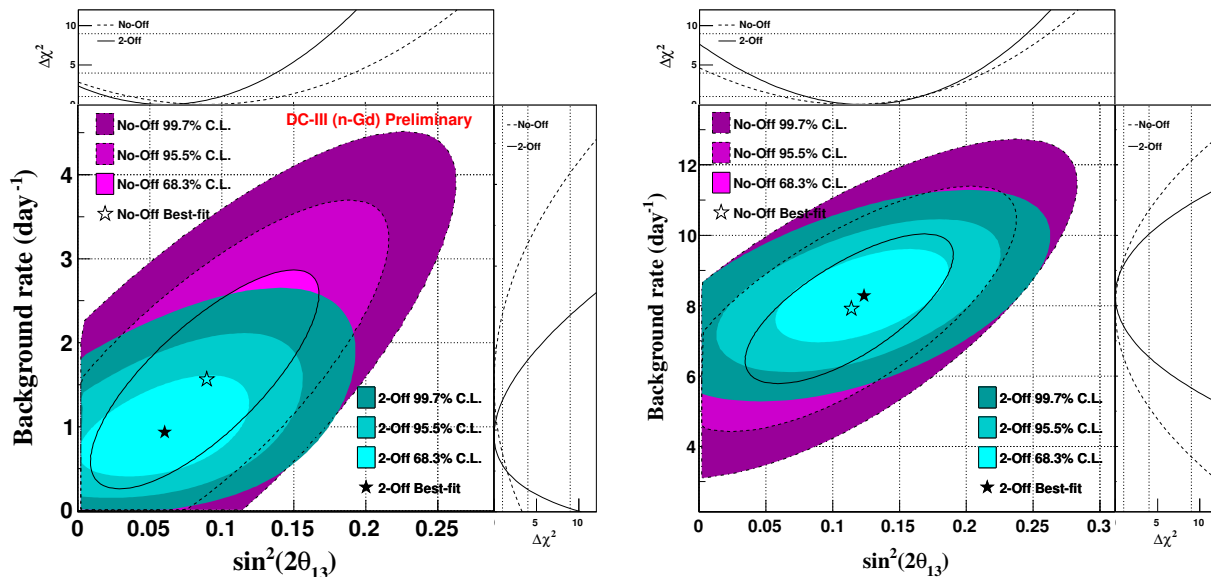 10
No-Off
2-Off
Δχ²
5
0
DC-III (n-Gd) Preliminary
No-Off 99.7% C.L.
No-Off 95.5% C.L.
No-Off 68.3% C.L.
No-Off Best-fit
2-Off 99.7% C.L.
2-Off 95.5% C.L.
2-Off 68.3% C.L.
2-Off Best-fit
Background rate (day⁻¹)
4
3
2
1
0
0 0.05 0.1 0.15 0.2 0.25
sin²(2θ₁₃)
No-Off
2-Off
0 5 10
Δχ²
10
No-Off
2-Off
Δχ²
5
0
No-Off 99.7% C.L.
No-Off 95.5% C.L.
No-Off 68.3% C.L.
No-Off Best-fit
2-Off 99.7% C.L.
2-Off 95.5% C.L.
2-Off 68.3% C.L.
2-Off Best-fit
Background rate (day⁻¹)
12
10
8
6
4
0 0.05 0.1 0.15 0.2 0.25 0.3
sin²(2θ₁₃)
No-Off
2-Off
0 5 10
Δχ²